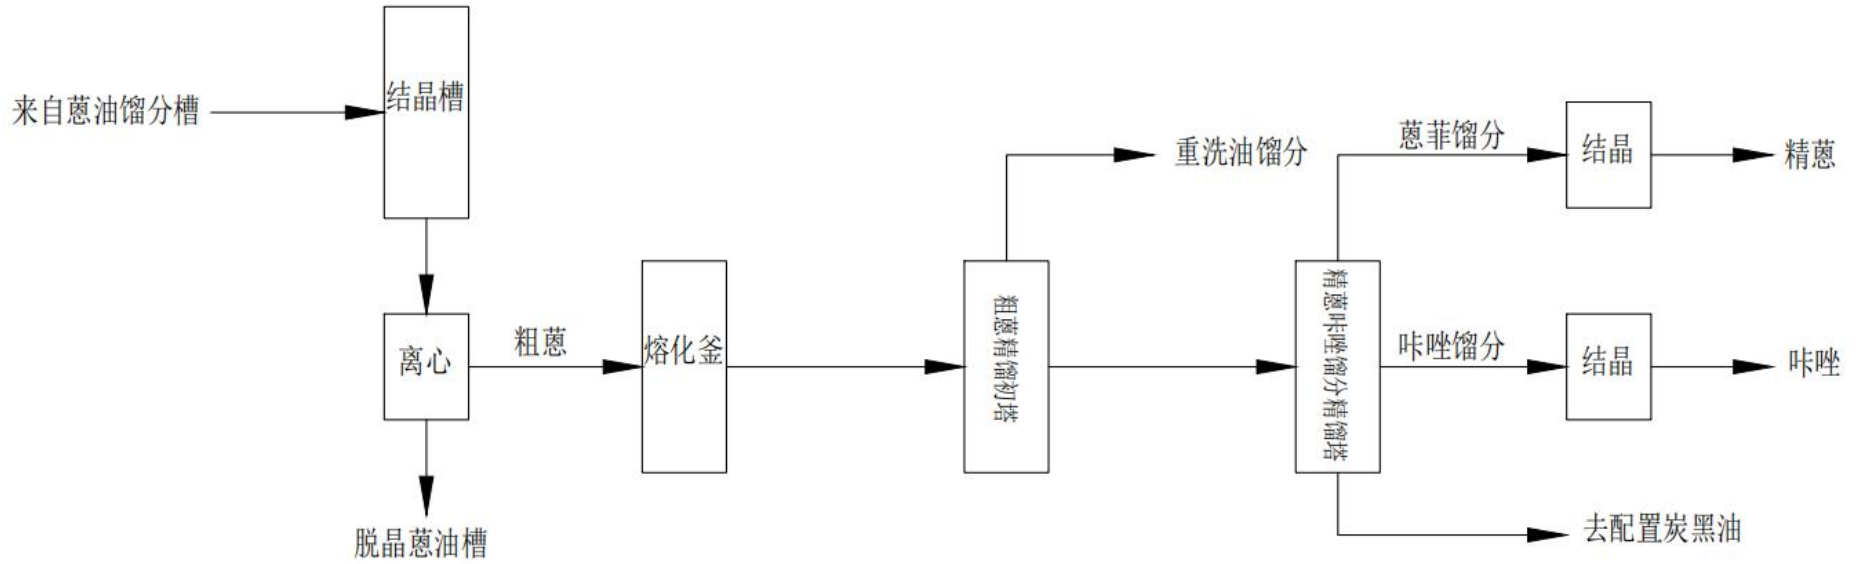 来自蒽油馏分槽
结晶槽
离心
脱晶蒽油槽
粗蒽
熔化釜
粗蒽精馏初塔
重洗油馏分
精蒽咔唑馏分精馏塔
蒽菲馏分
结晶
精蒽
咔唑馏分
结晶
咔唑
去配置炭黑油